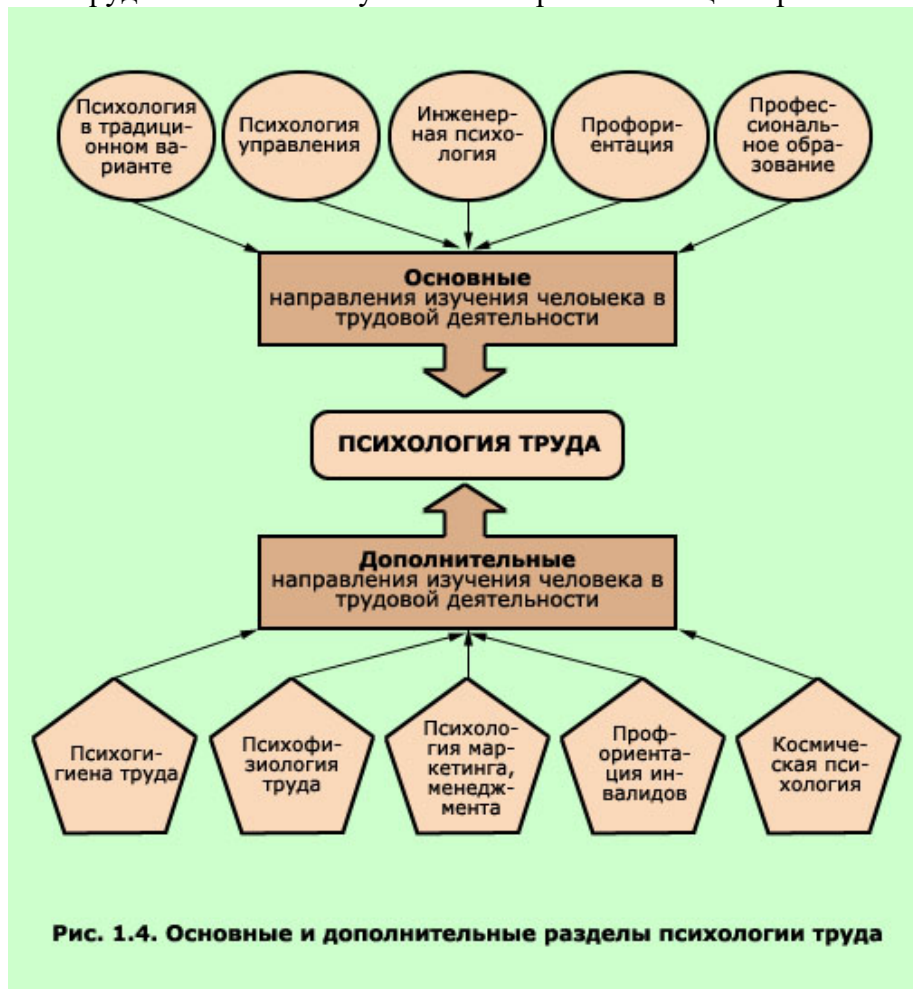 Психология
в традици-
онном ва-
рианте
Психология
управления
Инженер-
ная психо-
логия
Профори-
ентация
Профес-
сиональ-
ное обра-
зование
Основные
направления изучения челоыека в
трудовой деятельности
ПСИХОЛОГИЯ ТРУДА
Дополнительные
направления изучения человека в
трудовой деятельности
Психоги-
гиена труда
Психофи-
зиология
труда
Психоло-
гия мар-
кетинга,
менедж-
мента
Проф-
ориента-
ция ин-
валидов
Космиче-
ская пси-
хология
Рис. 1.4. Основные и дополнительные разделы психологии труда